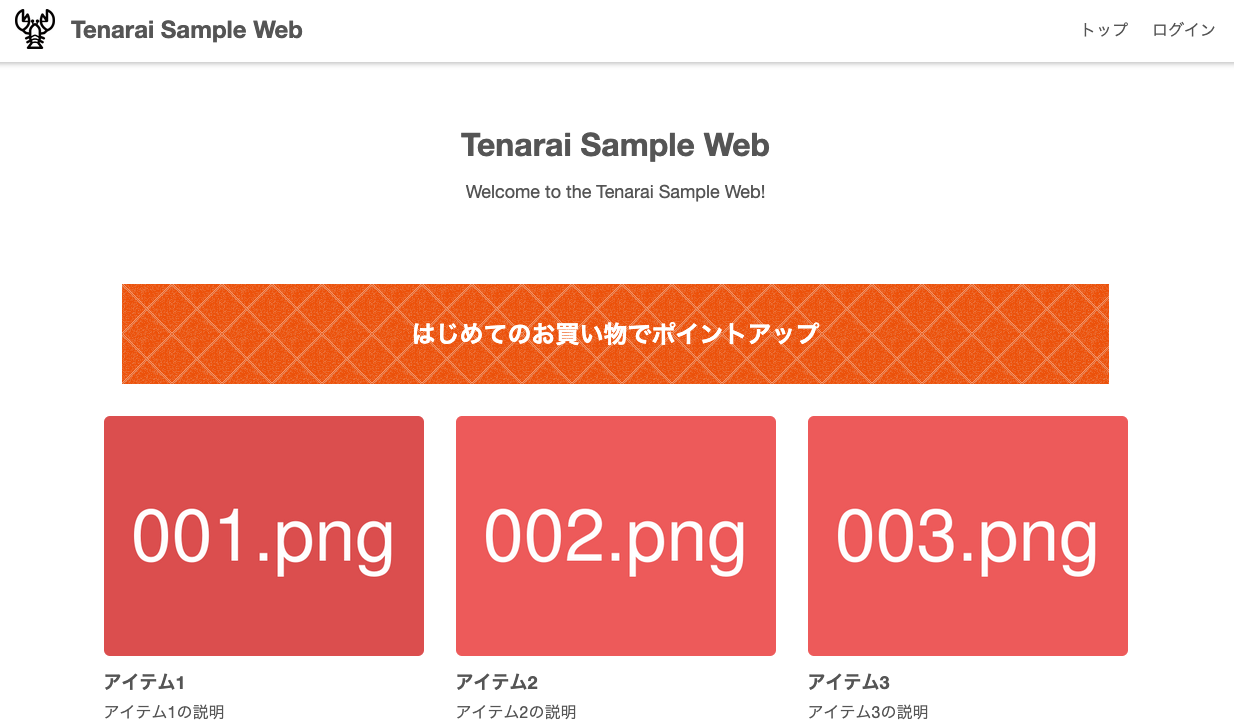 Tenarai Sample Web
トップ ログイン
Tenarai Sample Web
Welcome to the Tenarai Sample Web!
はじめてのお買い物でポイントアップ
001.png 002.png 003.png
アイテム1 アイテム2 アイテム3
アイテム1の説明 アイテム2の説明 アイテム3の説明